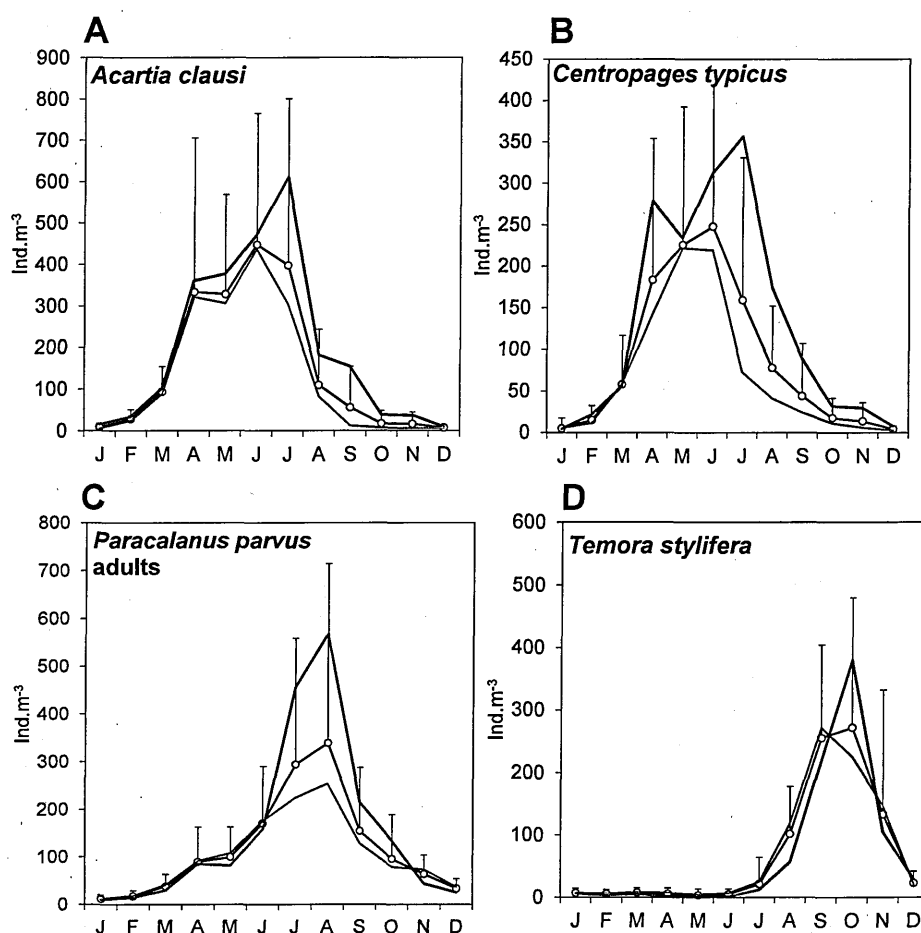 A
Acartia clausi
Ind.m-3
900
800
700
600
500
400
300
200
100
0
J F M A M J J A S O N D
B
Centropages typicus
Ind.m-3
450
400
350
300
250
200
150
100
50
0
J F M A M J J A S O N D
C
Paracalanus parvus
adults
Ind.m-3
800
700
600
500
400
300
200
100
0
J F M A M J J A S O N D
D
Temora stylifera
Ind.m-3
600
500
400
300
200
100
0
J F M A M J J A S O N D